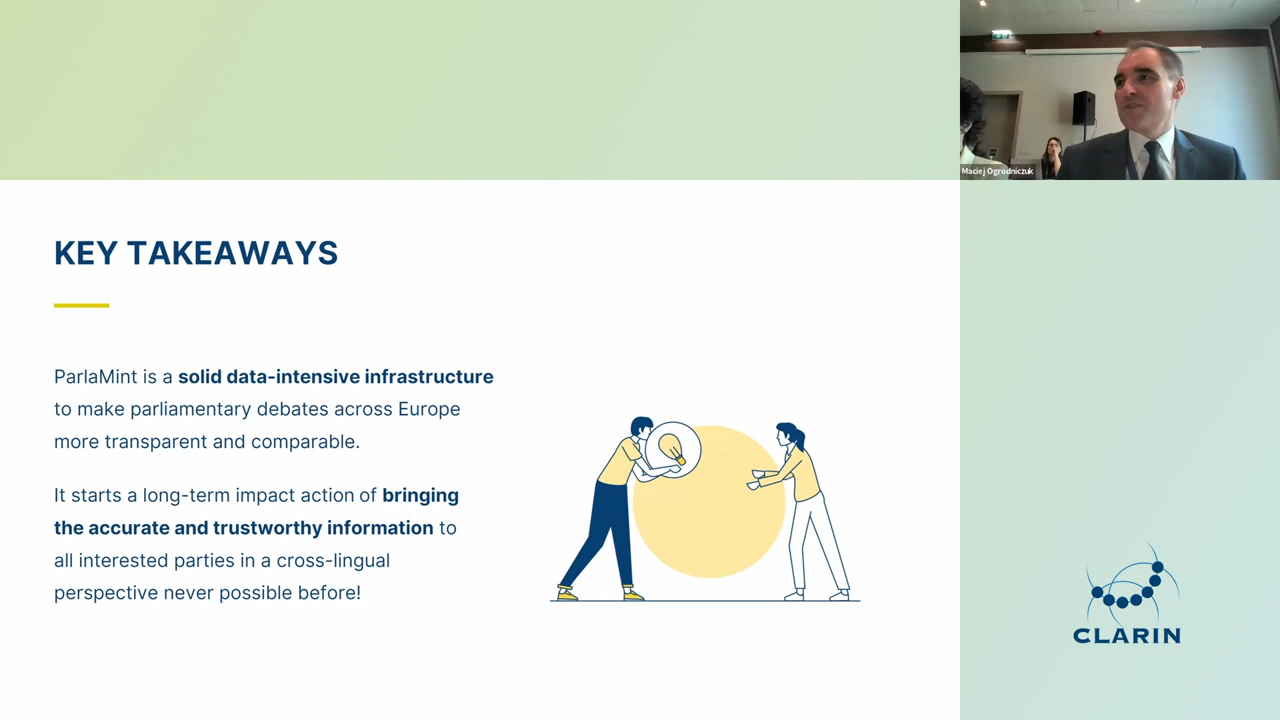 Maciej Ogrodniczuk
KEY TAKEAWAYS
ParlaMint is a solid data-intensive infrastructure
to make parliamentary debates across Europe
more transparent and comparable.
It starts a long-term impact action of bringing
the accurate and trustworthy information to
all interested parties in a cross-lingual
perspective never possible before!
CLARIN